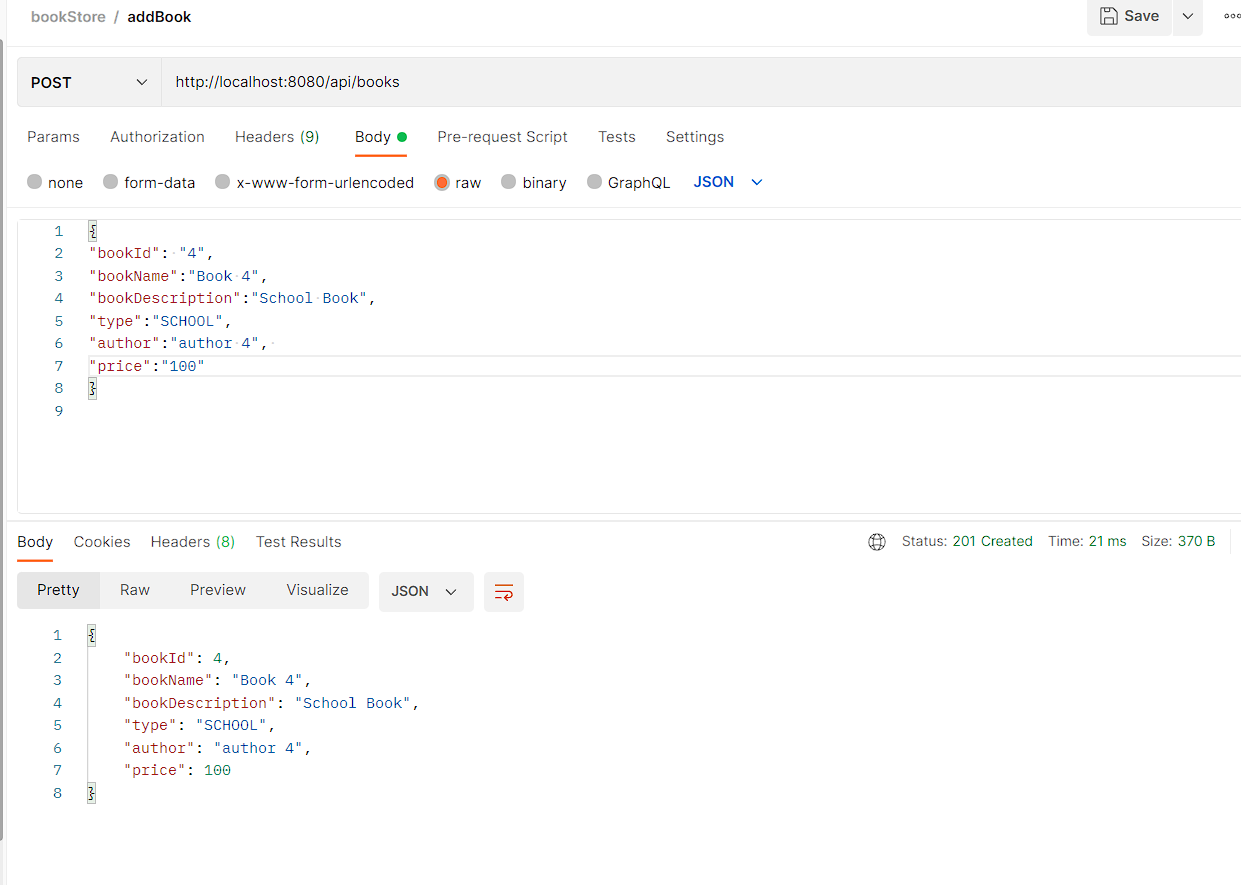 bookStore / addBook
Save
POST
http://localhost:8080/api/books
Params Authorization Headers (9) Body Pre-request Script Tests Settings
none form-data x-www-form-urlencoded raw binary GraphQL JSON
1 {
2 "bookId": "4",
3 "bookName":"Book 4",
4 "bookDescription":"School Book",
5 "type":"SCHOOL",
6 "author":"author 4",
7 "price":"100"
8 }
9
Body Cookies Headers (8) Test Results Status: 201 Created Time: 21 ms Size: 370 B
Pretty Raw Preview Visualize JSON
1 {
2 "bookId": 4,
3 "bookName": "Book 4",
4 "bookDescription": "School Book",
5 "type": "SCHOOL",
6 "author": "author 4",
7 "price": 100
8 }